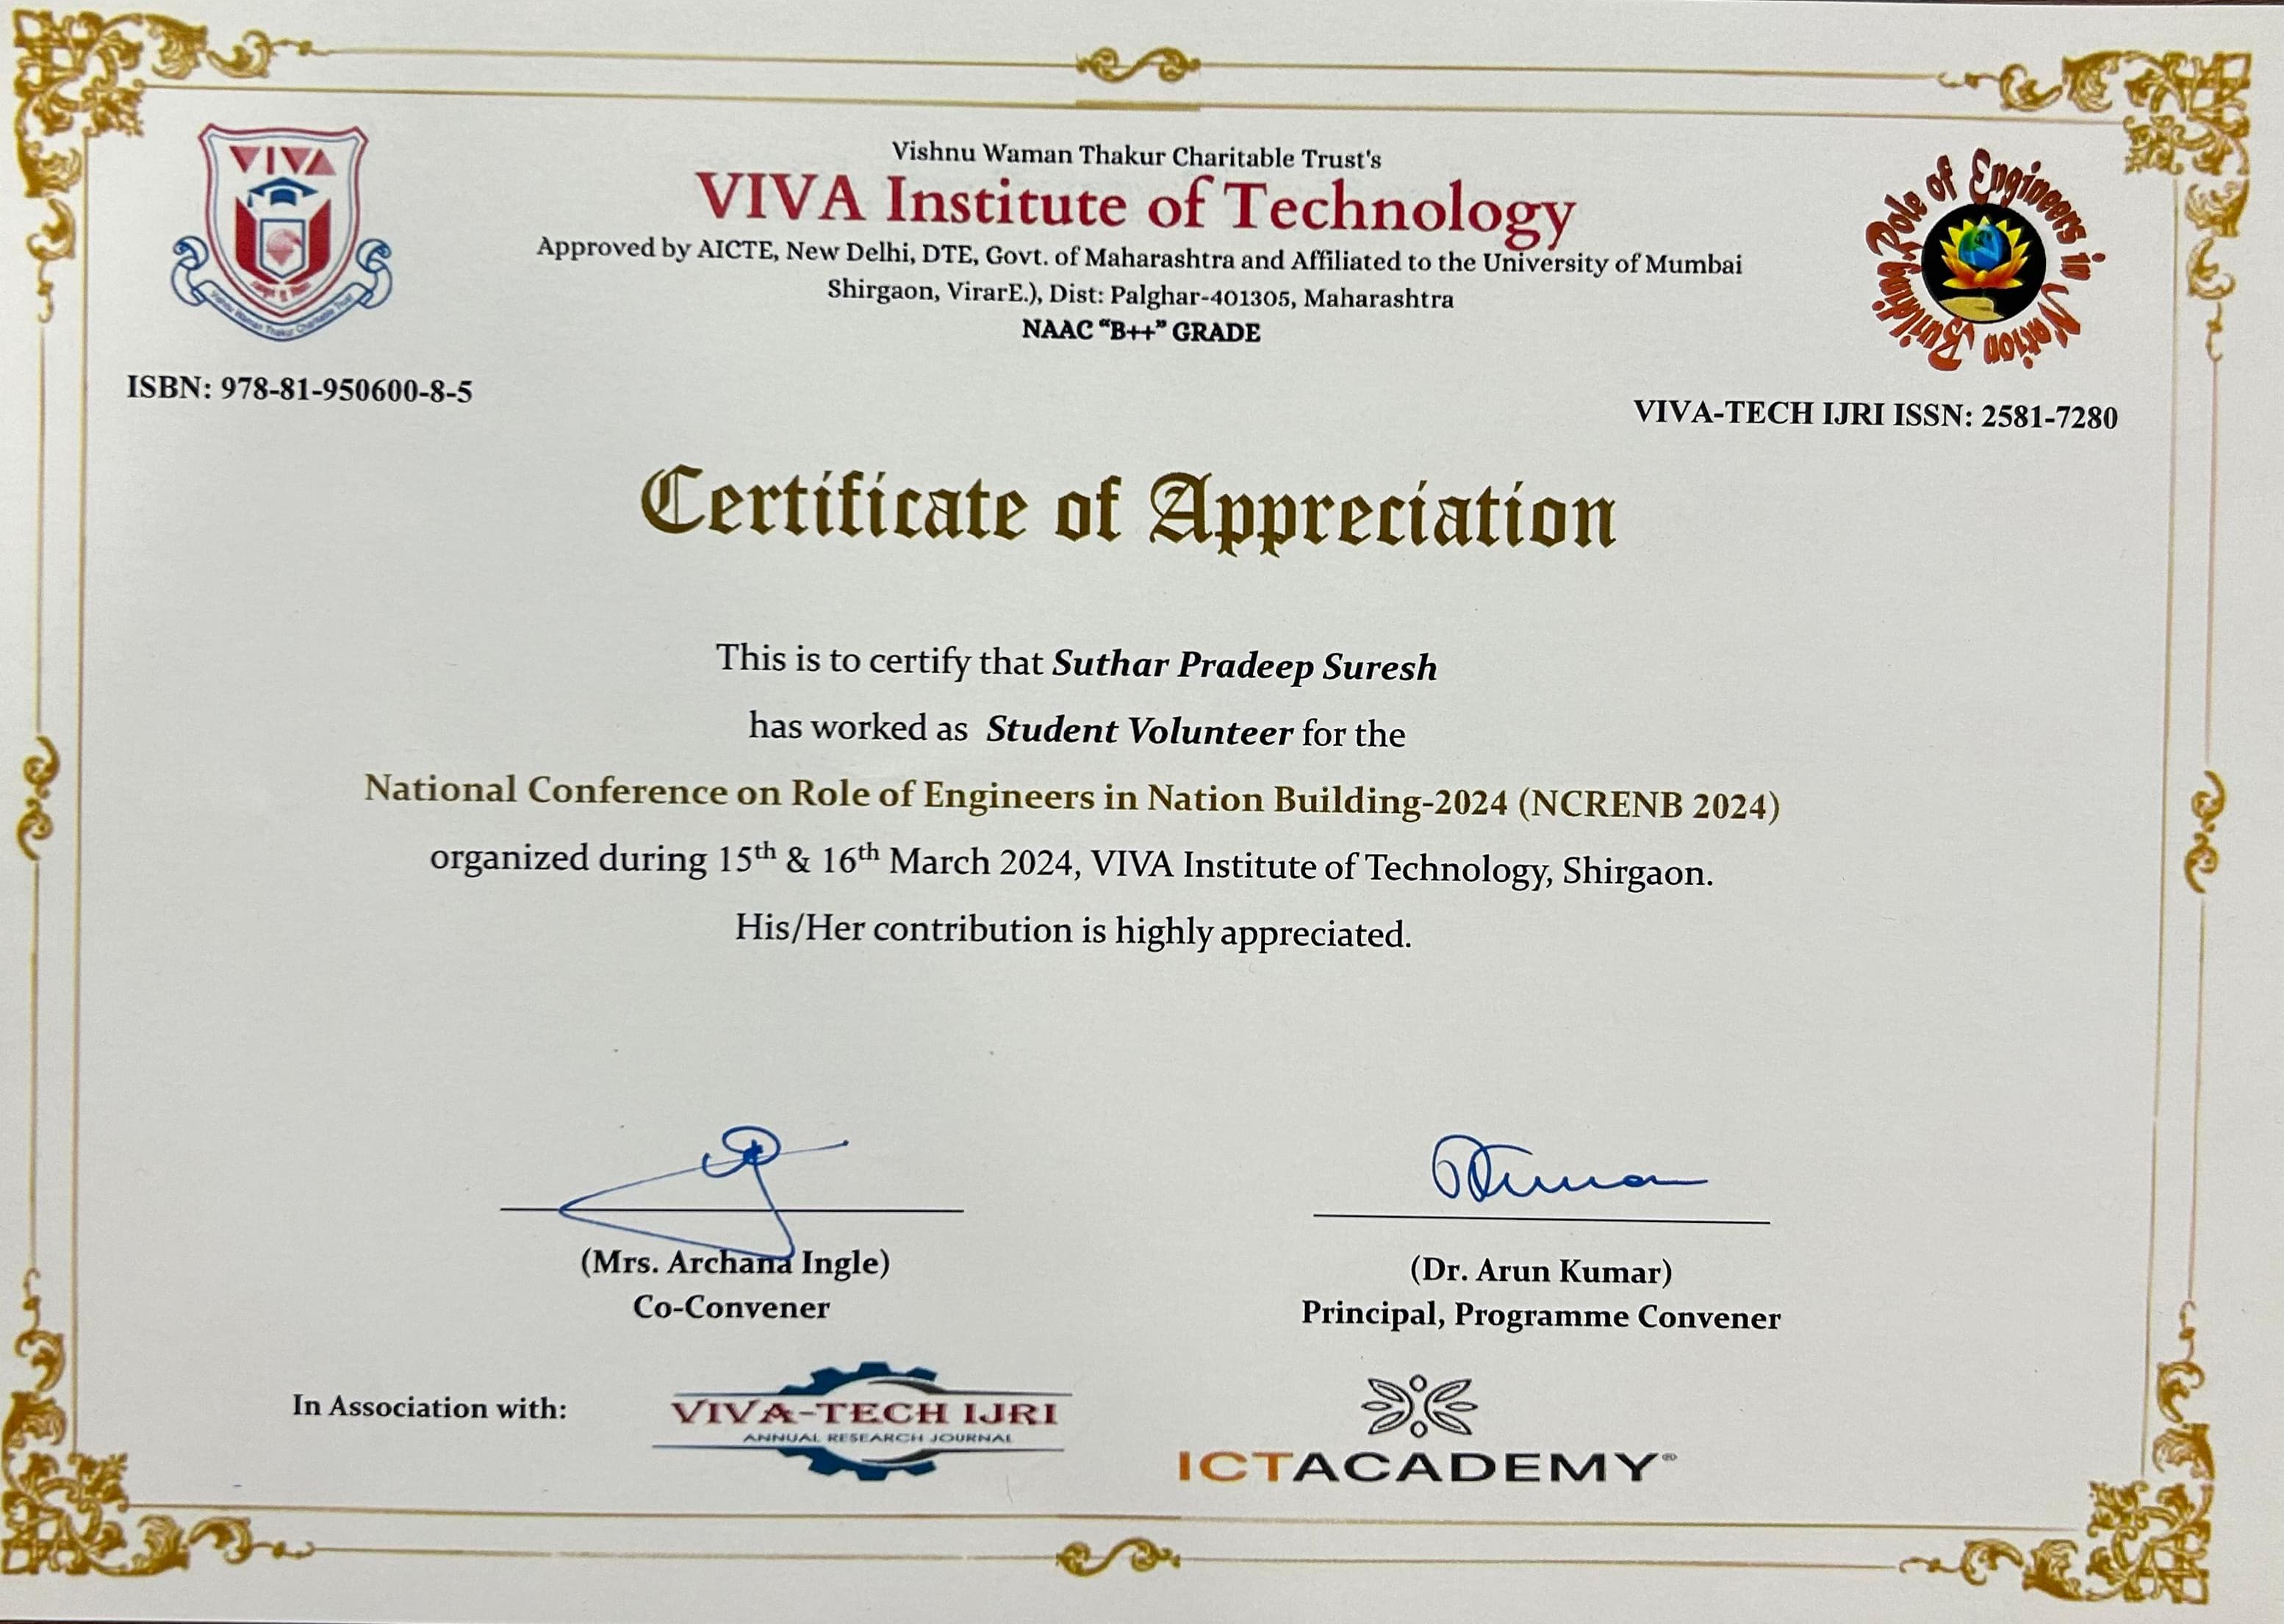 VIVA
Vishnu Waman Thakur Charitable Trust
Vishnu Waman Thakur Charitable Trust's
VIVA Institute of Technology
Approved by AICTE, New Delhi, DTE, Govt. of Maharashtra and Affiliated to the University of Mumbai
Shirgaon, VirarE.), Dist: Palghar-401305, Maharashtra
NAAC “B++” GRADE
Role of Engineers in Nation Building
ISBN: 978-81-950600-8-5
VIVA-TECH IJRI ISSN: 2581-7280
Certificate of Appreciation
This is to certify that Suthar Pradeep Suresh
has worked as Student Volunteer for the
National Conference on Role of Engineers in Nation Building-2024 (NCRENB 2024)
organized during 15th & 16th March 2024, VIVA Institute of Technology, Shirgaon.
His/Her contribution is highly appreciated.
(Mrs. Archana Ingle)
Co-Convener
(Dr. Arun Kumar)
Principal, Programme Convener
In Association with:
VIVA-TECH IJRI
ANNUAL RESEARCH JOURNAL
ICTACADEMY®